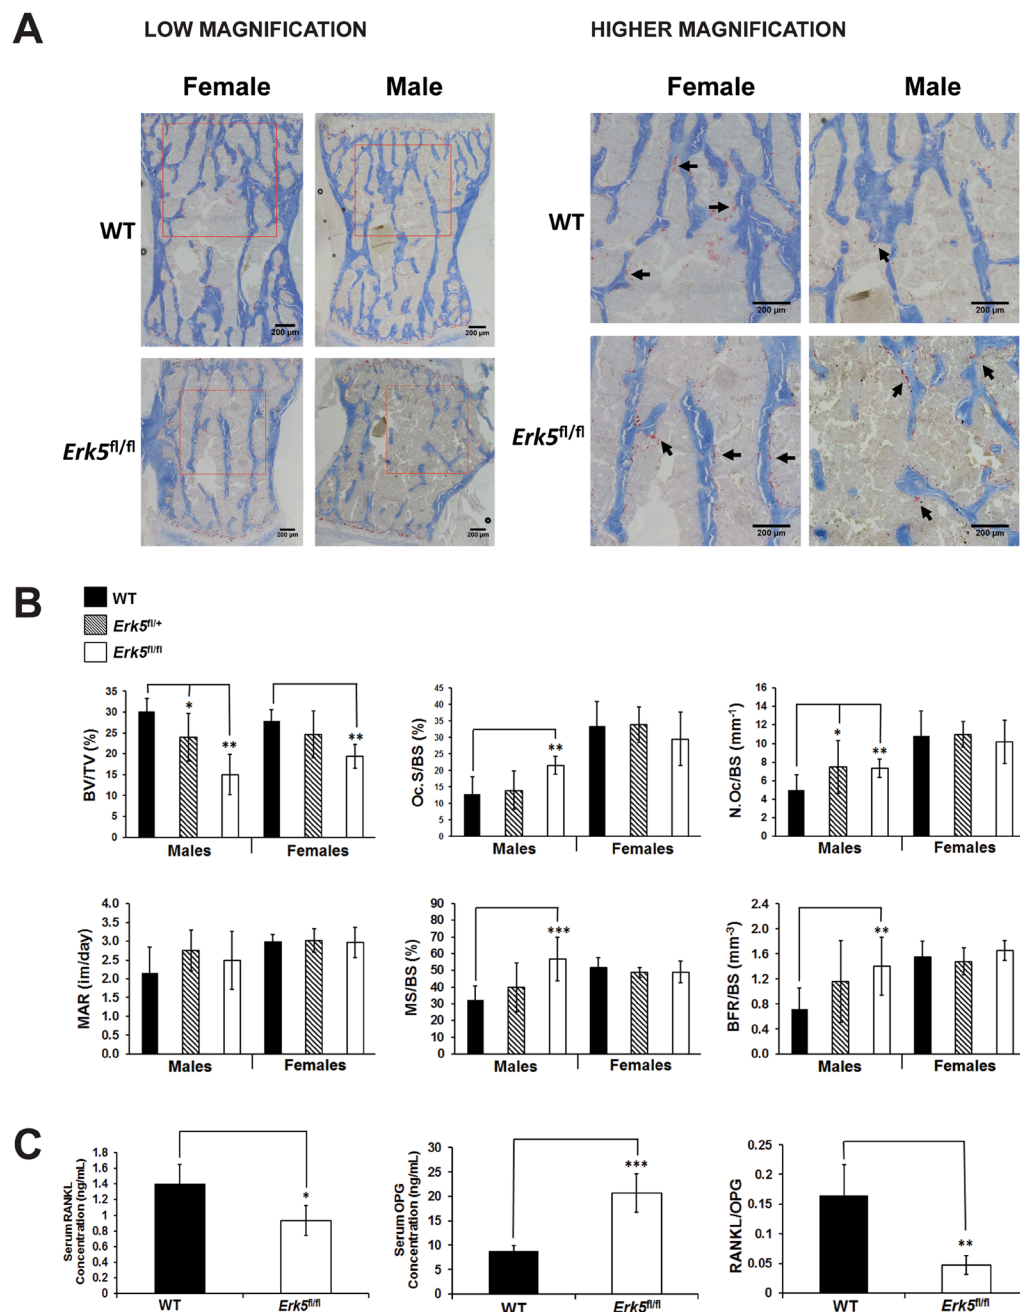 A
LOW MAGNIFICATION
HIGHER MAGNIFICATION
Female
Male
Female
Male
WT
200 µm
200 µm
WT
200 µm
200 µm
Erk5fl/fl
200 µm
200 µm
Erk5fl/fl
200 µm
200 µm
B
WT
Erk5fl/+
Erk5fl/fl
BV/TV (%)
35
30
25
20
15
10
5
0
*
**
**
Males
Females
Oc.S/BS (%)
45
40
35
30
25
20
15
10
5
0
**
Males
Females
N.Oc/BS (mm-1)
16
14
12
10
8
6
4
2
0
*
**
Males
Females
MAR (im/day)
4.0
3.5
3.0
2.5
2.0
1.5
1.0
0.5
0.0
Males
Females
MS/BS (%)
90
80
70
60
50
40
30
20
10
0
***
Males
Females
BFR/BS (mm-3)
2.4
2.0
1.6
1.2
0.8
0.4
0.0
**
Males
Females
C
Serum RANKL
Concentration (ng/mL)
1.8
1.6
1.4
1.2
1
0.8
0.6
0.4
0.2
0
*
WT
Erk5fl/fl
Serum OPG
Concentration (ng/mL)
30
25
20
15
10
5
0
***
WT
Erk5fl/fl
RANKL/OPG
0.25
0.2
0.15
0.1
0.05
0.00
**
WT
Erk5fl/fl